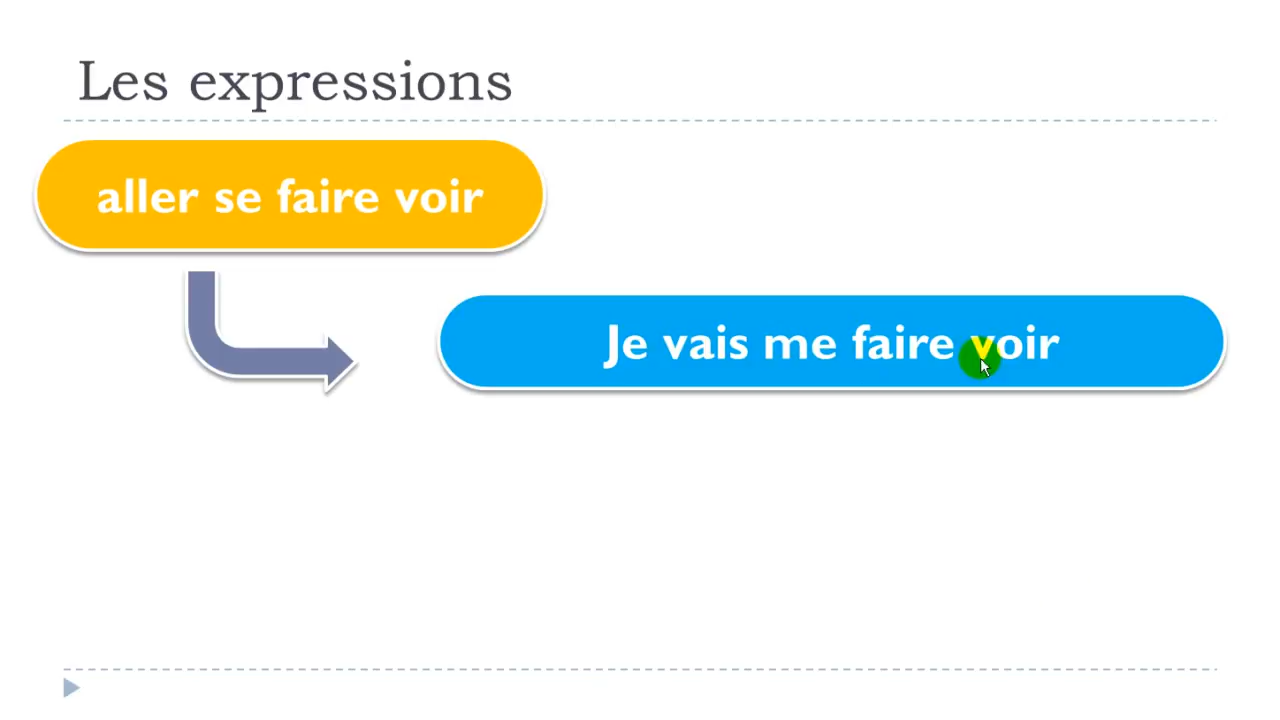 Les expressions
aller se faire voir
Je vais me faire voir